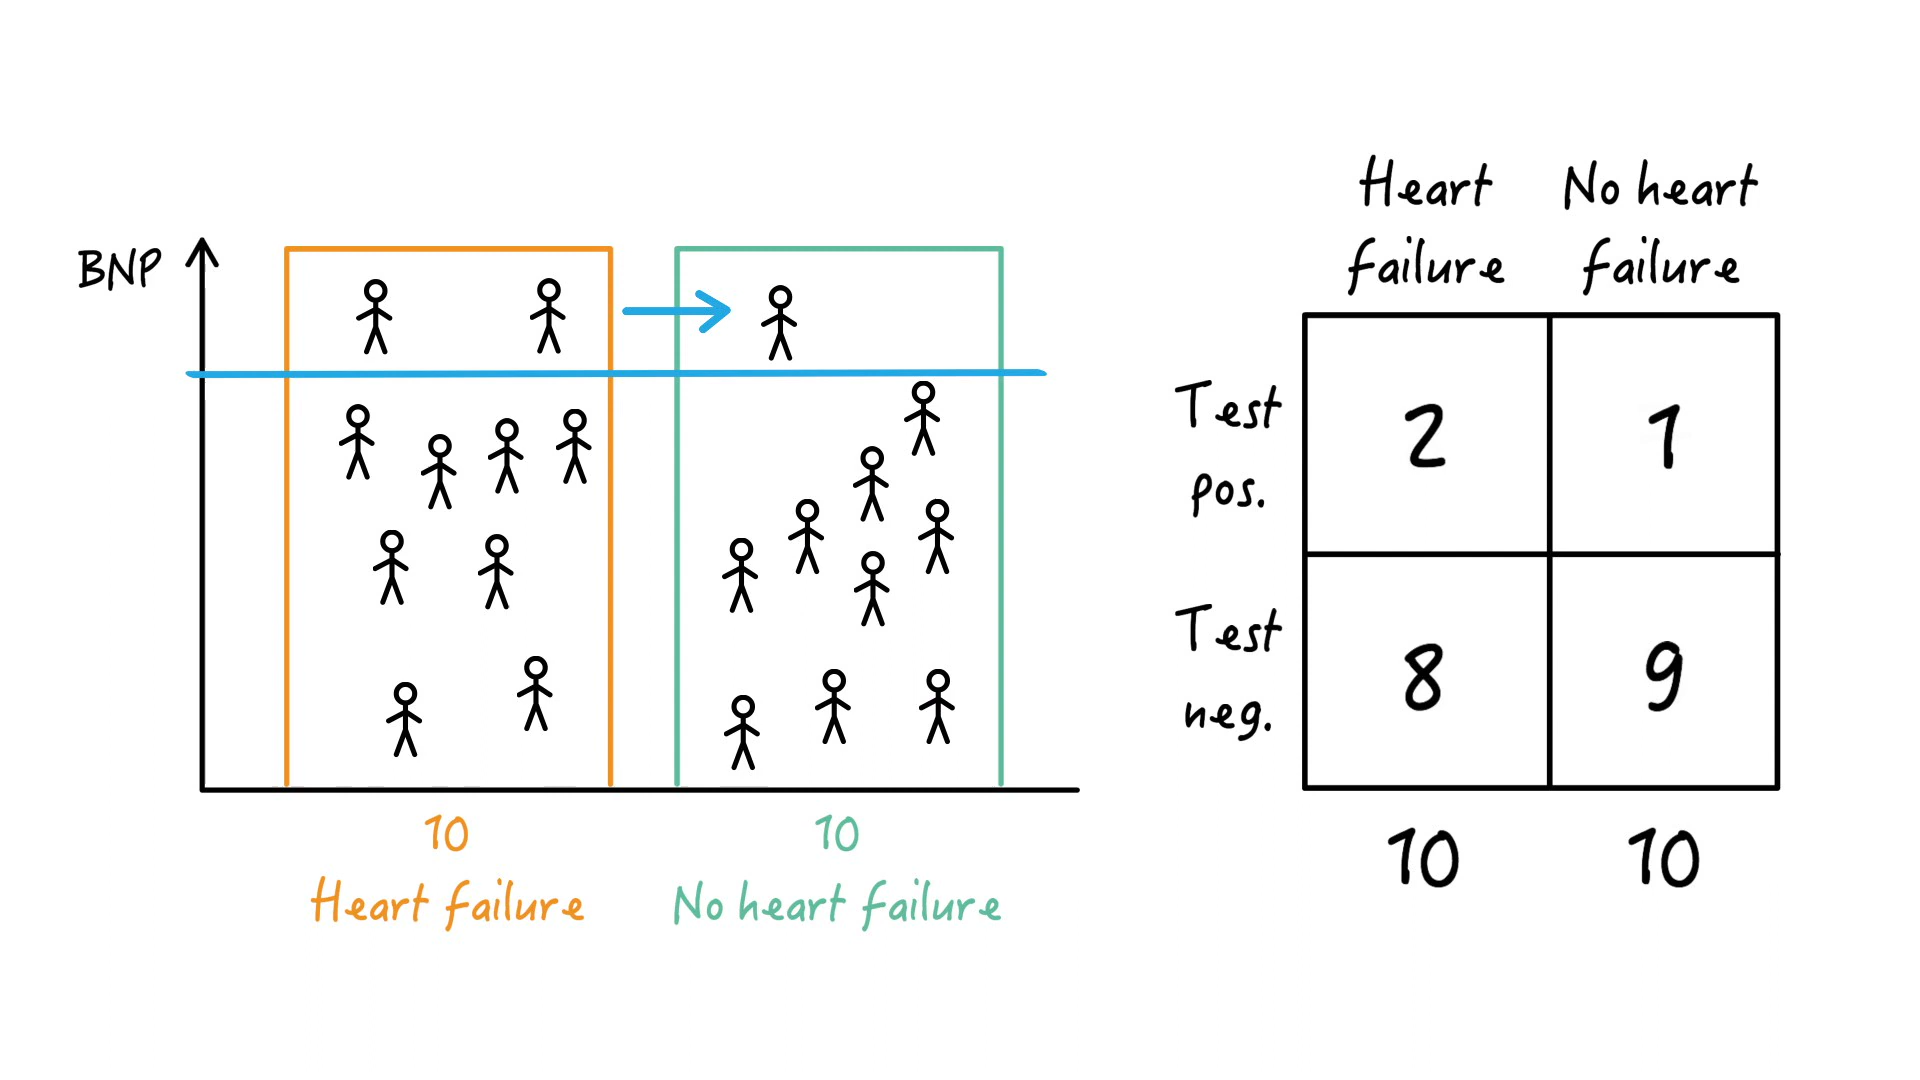 BNP
10
Heart failure
10
No heart failure
Heart
failure
No heart
failure
Test
pos.
2
1
Test
neg.
8
9
10
10